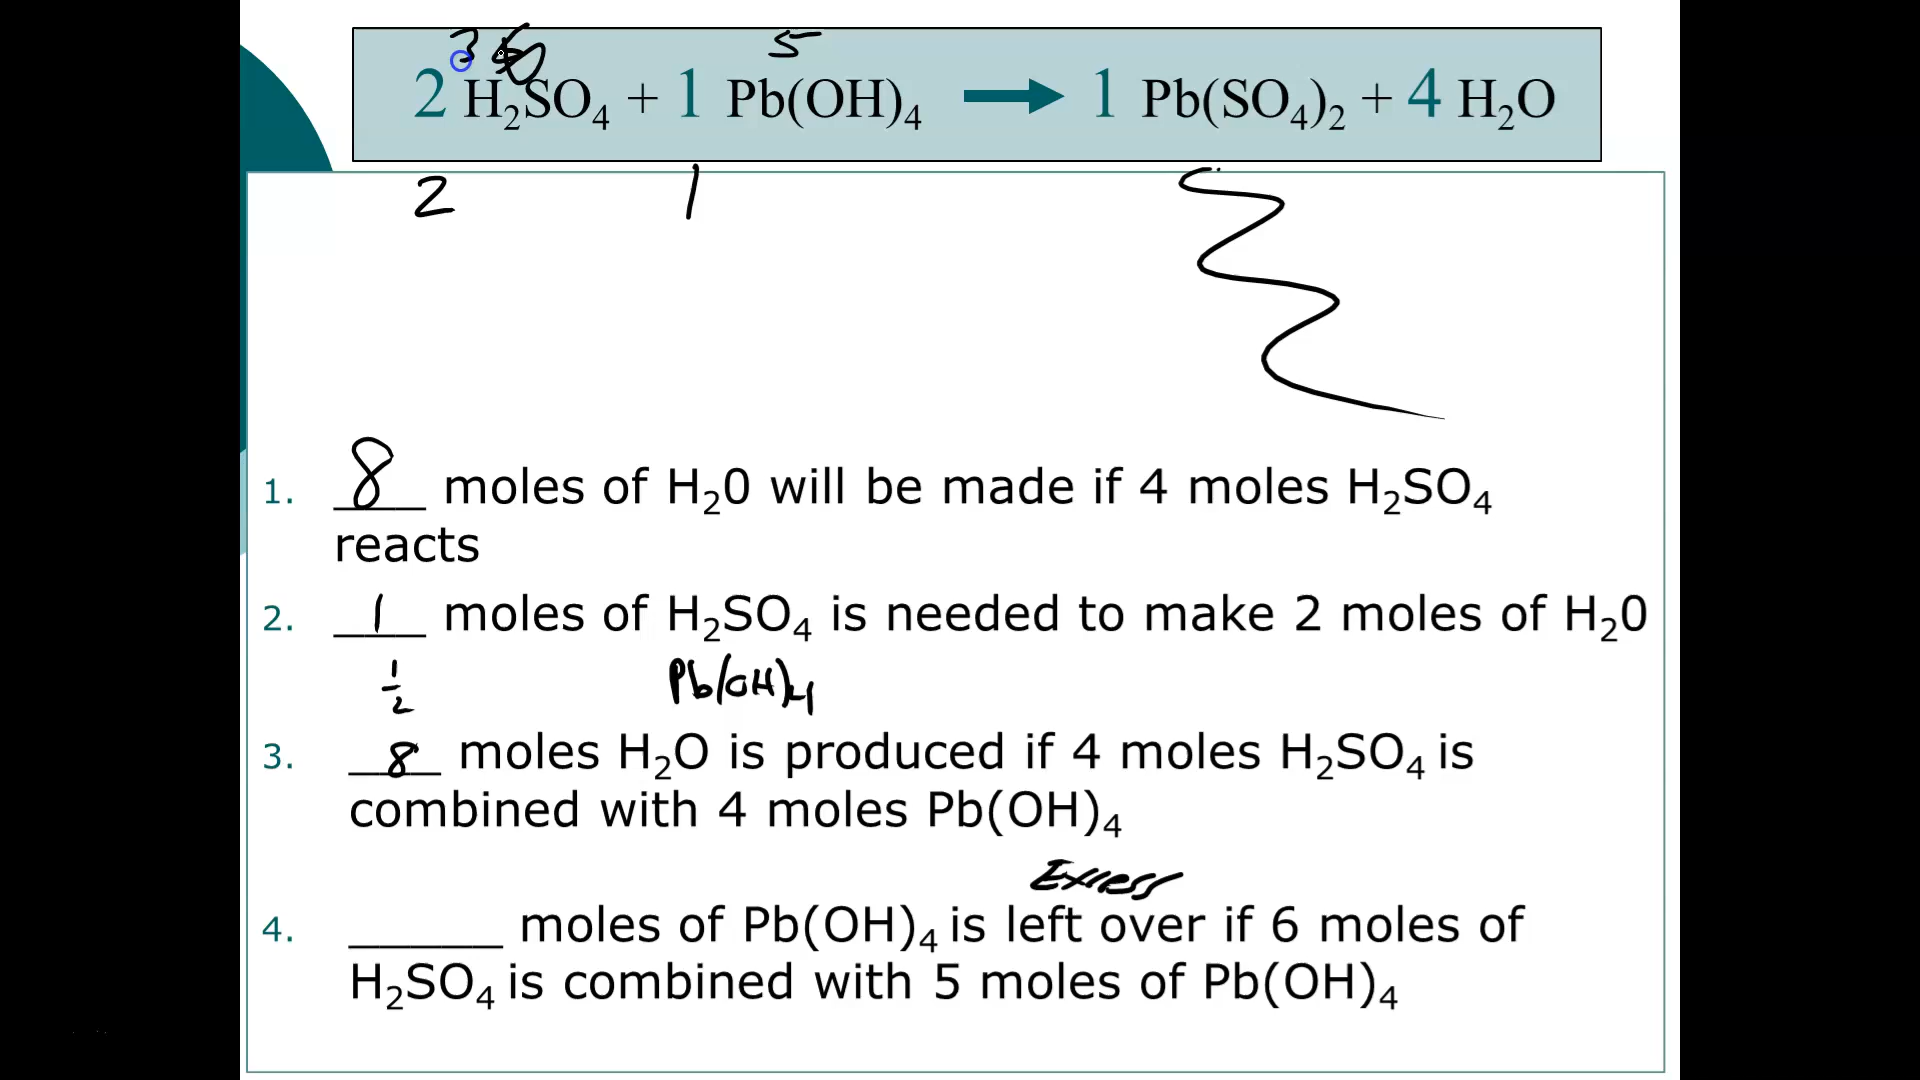 3 6 5
2 H₂SO₄ + 1 Pb(OH)₄ → 1 Pb(SO₄)₂ + 4 H₂O
2 1
1. 8 moles of H₂0 will be made if 4 moles H₂SO₄
reacts
2. 1 moles of H₂SO₄ is needed to make 2 moles of H₂0
1/2 Pb(OH)4
3. 8 moles H₂O is produced if 4 moles H₂SO₄ is
combined with 4 moles Pb(OH)₄
Excess
4. _____ moles of Pb(OH)₄ is left over if 6 moles of
H₂SO₄ is combined with 5 moles of Pb(OH)₄